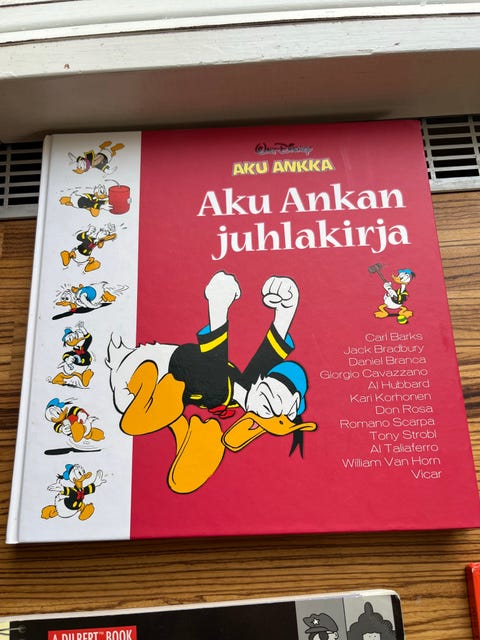 Walt Disney
AKU ANKKA
Aku Ankan
juhlakirja
Carl Barks
Jack Bradbury
Daniel Branca
Giorgio Cavazzano
Al Hubbard
Kari Korhonen
Don Rosa
Romano Scarpa
Tony Strobl
Al Taliaferro
William Van Horn
Vicar
A DILBERT™ BOOK